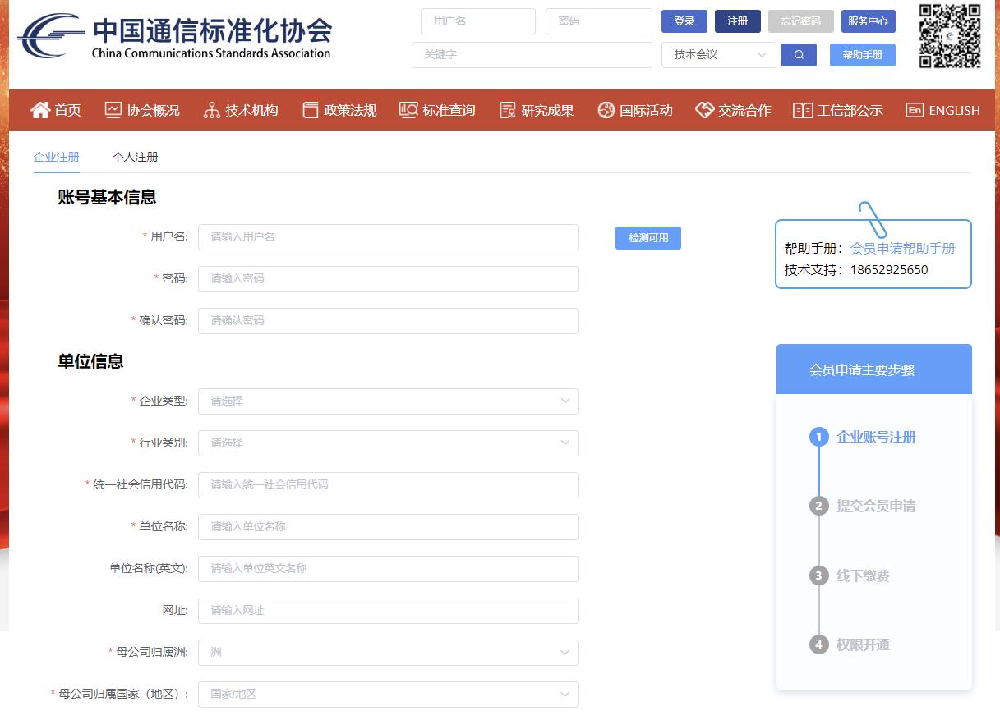 中国通信标准化协会
China Communications Standards Association
用户名 密码 登录 注册 忘记密码 服务中心
关键字 技术会议 帮助手册
首页 协会概况 技术机构 政策法规 标准查询 研究成果 国际活动 交流合作 工信部公示 En ENGLISH
企业注册 个人注册
账号基本信息
* 用户名: 请输入用户名 检测可用
* 密码: 请输入密码
* 确认密码: 请确认密码
单位信息
* 企业类型: 请选择
* 行业类别: 请选择
* 统一社会信用代码: 请输入统一社会信用代码
* 单位名称: 请输入单位名称
单位名称(英文): 请输入单位英文名称
网址: 请输入网址
* 母公司归属洲: 洲
* 母公司归属国家（地区）: 国家/地区
帮助手册：会员申请帮助手册
技术支持：18652925650
会员申请主要步骤
1 企业账号注册
2 提交会员申请
3 线下缴费
4 权限开通